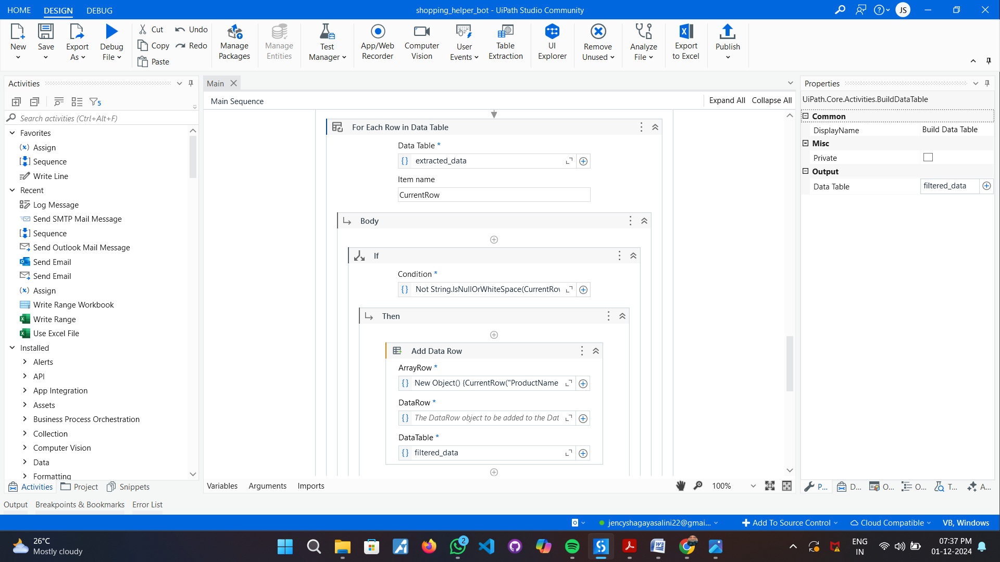 HOME DESIGN DEBUG
shopping_helper_bot - UiPath Studio Community
JS
New
Save
Export As
Debug File
Cut
Copy
Paste
Undo
Redo
Manage Packages
Manage Entities
Test Manager
App/Web Recorder
Computer Vision
User Events
Table Extraction
UI Explorer
Remove Unused
Analyze File
Export to Excel
Publish
Activities
5
Search activities (Ctrl+Alt+F)
Favorites
Assign
Sequence
Write Line
Recent
Log Message
Send SMTP Mail Message
Sequence
Send Outlook Mail Message
Send Email
Send Email
Assign
Write Range Workbook
Write Range
Use Excel File
Installed
Alerts
API
App Integration
Assets
Business Process Orchestration
Collection
Computer Vision
Data
Formatting
Activities Project Snippets
Main
Main Sequence
Expand All Collapse All
For Each Row in Data Table
Data Table *
{} extracted_data
Item name
CurrentRow
Body
If
Condition *
{} Not String.IsNullOrWhiteSpace(CurrentRow
Then
Add Data Row
ArrayRow *
{} New Object() {CurrentRow("ProductName
DataRow *
{} The DataRow object to be added to the Dat
DataTable *
{} filtered_data
Variables Arguments Imports
100%
Properties
UiPath.Core.Activities.BuildDataTable
Common
DisplayName Build Data Table
Misc
Private
Output
Data Table filtered_data
P... D... O... O... T... A...
Output Breakpoints & Bookmarks Error List
jencyshagayasalini22@gmai...
Add To Source Control
Cloud Compatible
VB, Windows
26°C
Mostly cloudy
2
ENG
IN
07:37 PM
01-12-2024